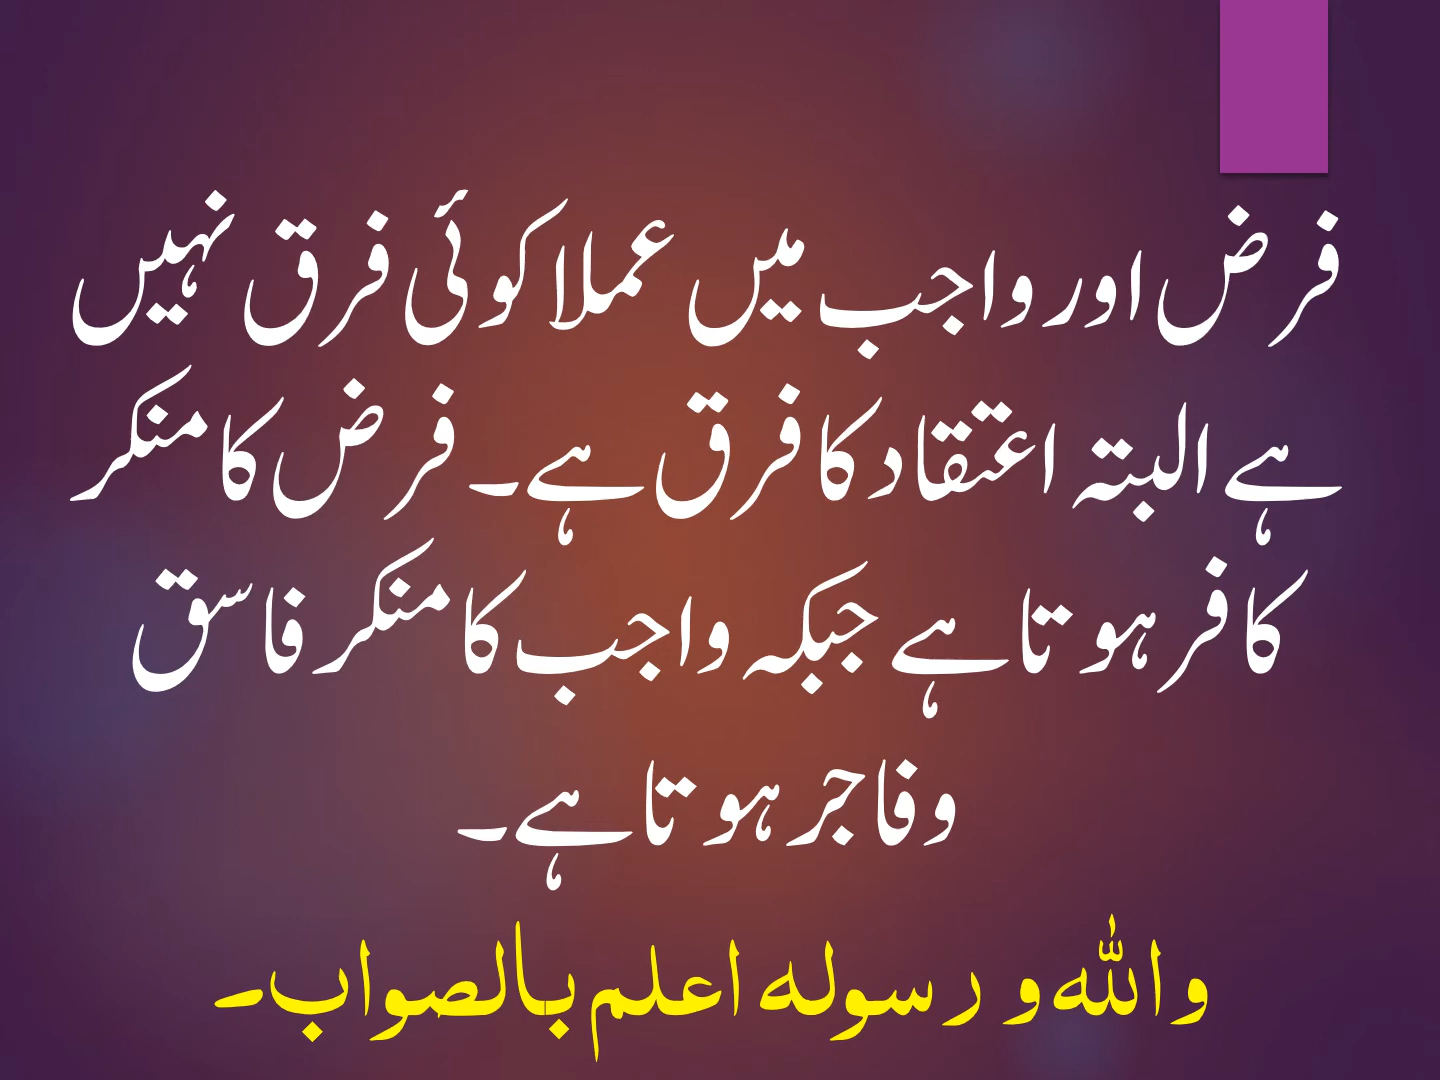 فرض اور واجب میں عملا کوئی فرق نہیں
ہے البتہ اعتقاد کا فرق ہے۔ فرض کا منکر
کافر ہوتا ہے جبکہ واجب کا منکر فاسق
وفاجر ہوتا ہے۔
واللہ و رسولہ اعلم بالصواب۔